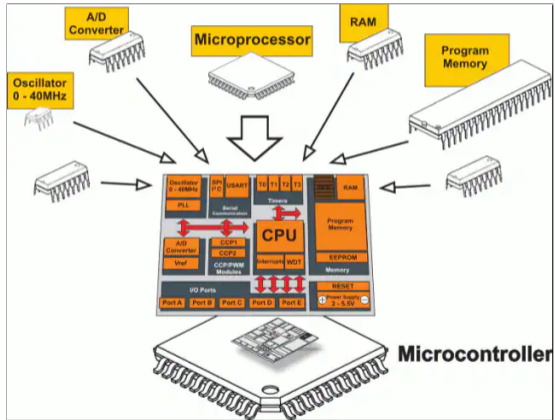 A/D
Converter
Microprocessor
RAM
Program
Memory
Oscillator
0 - 40MHz
Oscillator
0 - 40MHz
PLL
SPI
I²C
USART
Serial
Communication
T0 T1 T2 T3
Timers
RAM
Program
Memory
EEPROM
Memory
CPU
Interrupts
WDT
A/D
Converter
Vref
CCP1
CCP2
CCP/PWM
Modules
I/O Ports
Port A
Port B
Port C
Port D
Port E
RESET
+ Power Supply -
2 - 5.5V
Microcontroller